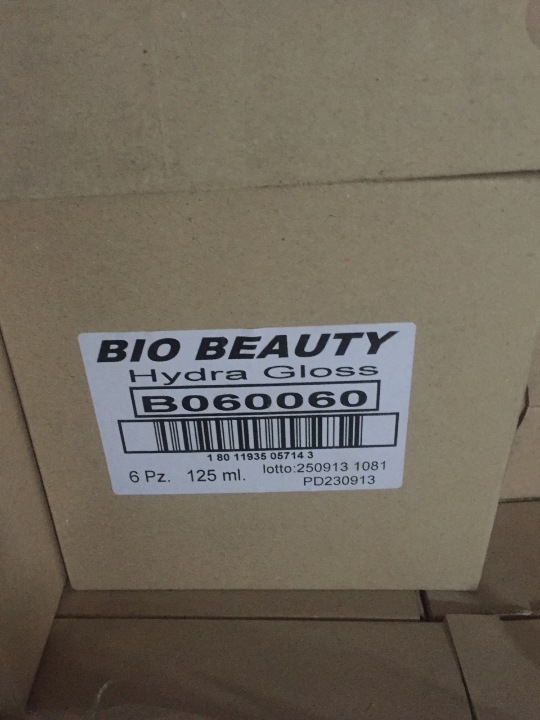 BIO BEAUTY
Hydra Gloss
B060060
1 80 11935 05714 3
6 Pz. 125 ml. lotto:250913 1081
PD230913